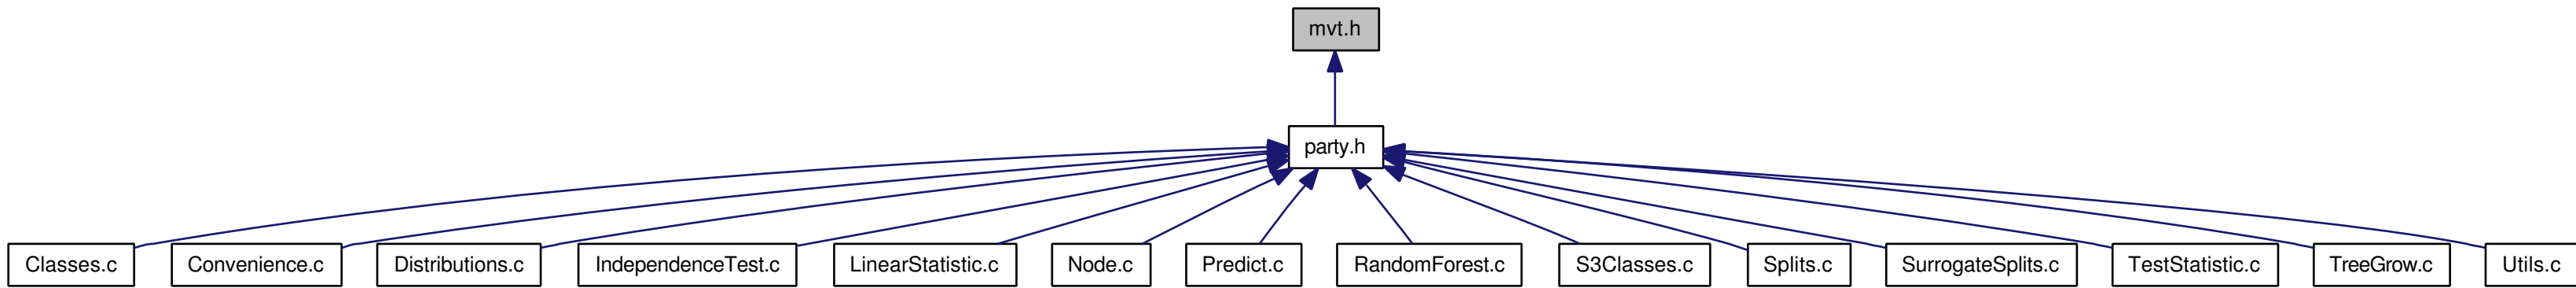 mvt.h
party.h
Classes.c
Convenience.c
Distributions.c
IndependenceTest.c
LinearStatistic.c
Node.c
Predict.c
RandomForest.c
S3Classes.c
Splits.c
SurrogateSplits.c
TestStatistic.c
TreeGrow.c
Utils.c